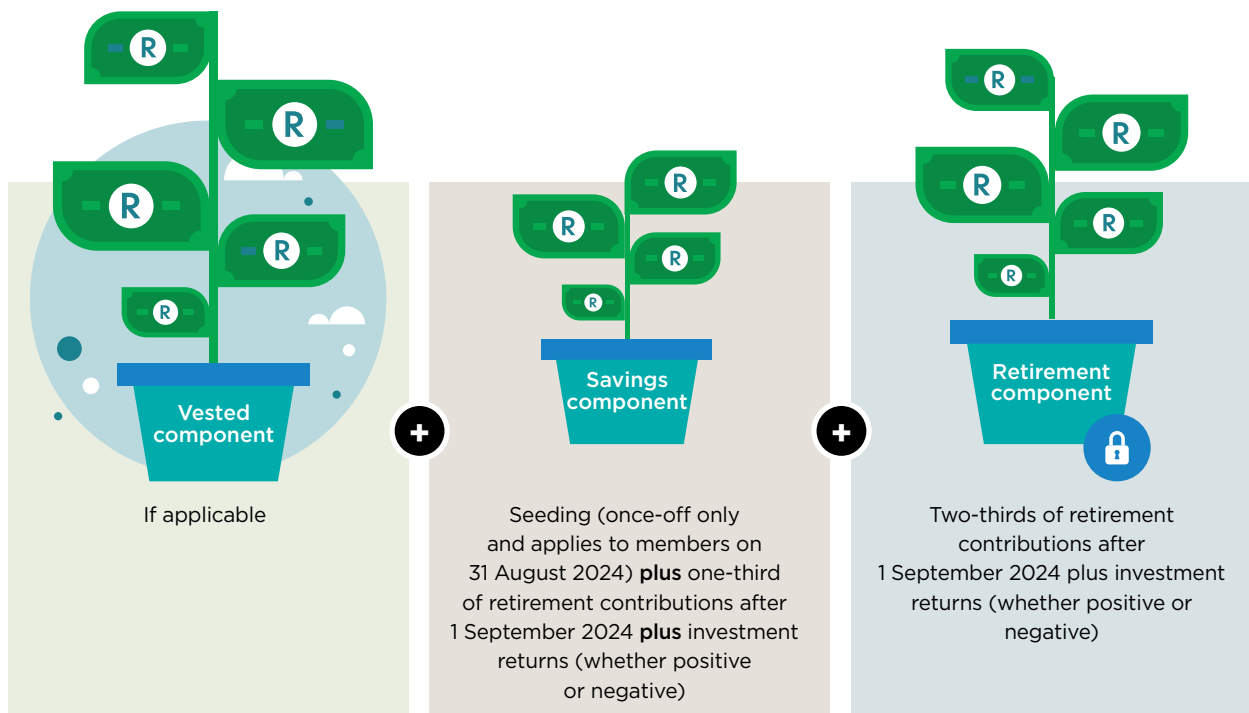 R
R
R
R
R
Vested
component
If applicable
+
R
R
R
R
Savings
component
Seeding (once-off only
and applies to members on
31 August 2024) plus one-third
of retirement contributions after
1 September 2024 plus investment
returns (whether positive
or negative)
+
R
R
R
R
R
Retirement
component
Two-thirds of retirement
contributions after
1 September 2024 plus investment
returns (whether positive or
negative)